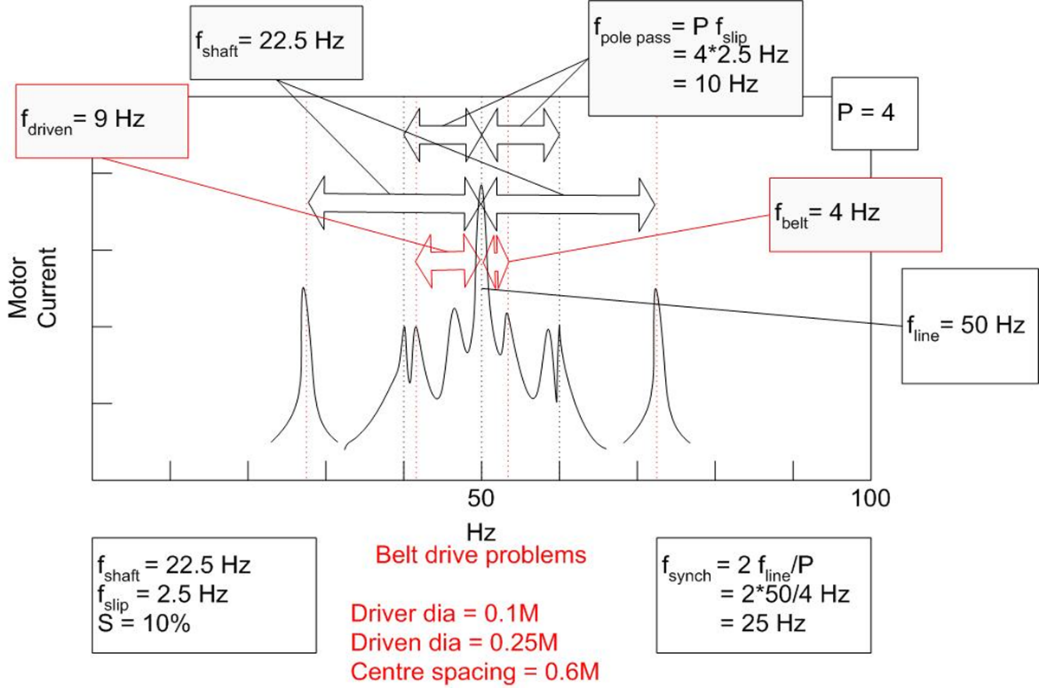 f_shaft = 22.5 Hz
f_pole pass = P f_slip
= 4*2.5 Hz
= 10 Hz
P = 4
f_driven = 9 Hz
f_belt = 4 Hz
f_line = 50 Hz
Motor
Current
50
100
Hz
f_shaft = 22.5 Hz
f_slip = 2.5 Hz
S = 10%
Belt drive problems
Driver dia = 0.1M
Driven dia = 0.25M
Centre spacing = 0.6M
f_synch = 2 f_line/P
= 2*50/4 Hz
= 25 Hz